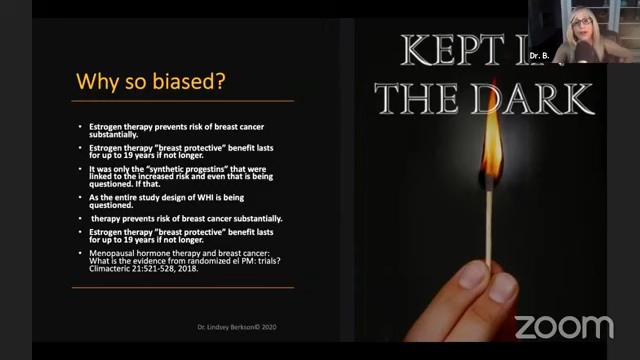 Why so biased?
• Estrogen therapy prevents risk of breast cancer
substantially.
• Estrogen therapy "breast protective" benefit lasts
for up to 19 years if not longer.
• It was only the "synthetic progestins" that were
linked to the increased risk and even that is being
questioned. If that.
• As the entire study design of WHI is being
questioned.
• therapy prevents risk of breast cancer substantially.
• Estrogen therapy "breast protective" benefit lasts
for up to 19 years if not longer.
• Menopausal hormone therapy and breast cancer:
What is the evidence from randomized el PM: trials?
Climacteric 21:521-528, 2018.
Dr. Lindsey Berkson© 2020
KEPT
THE DARK
Dr. B.
zoom